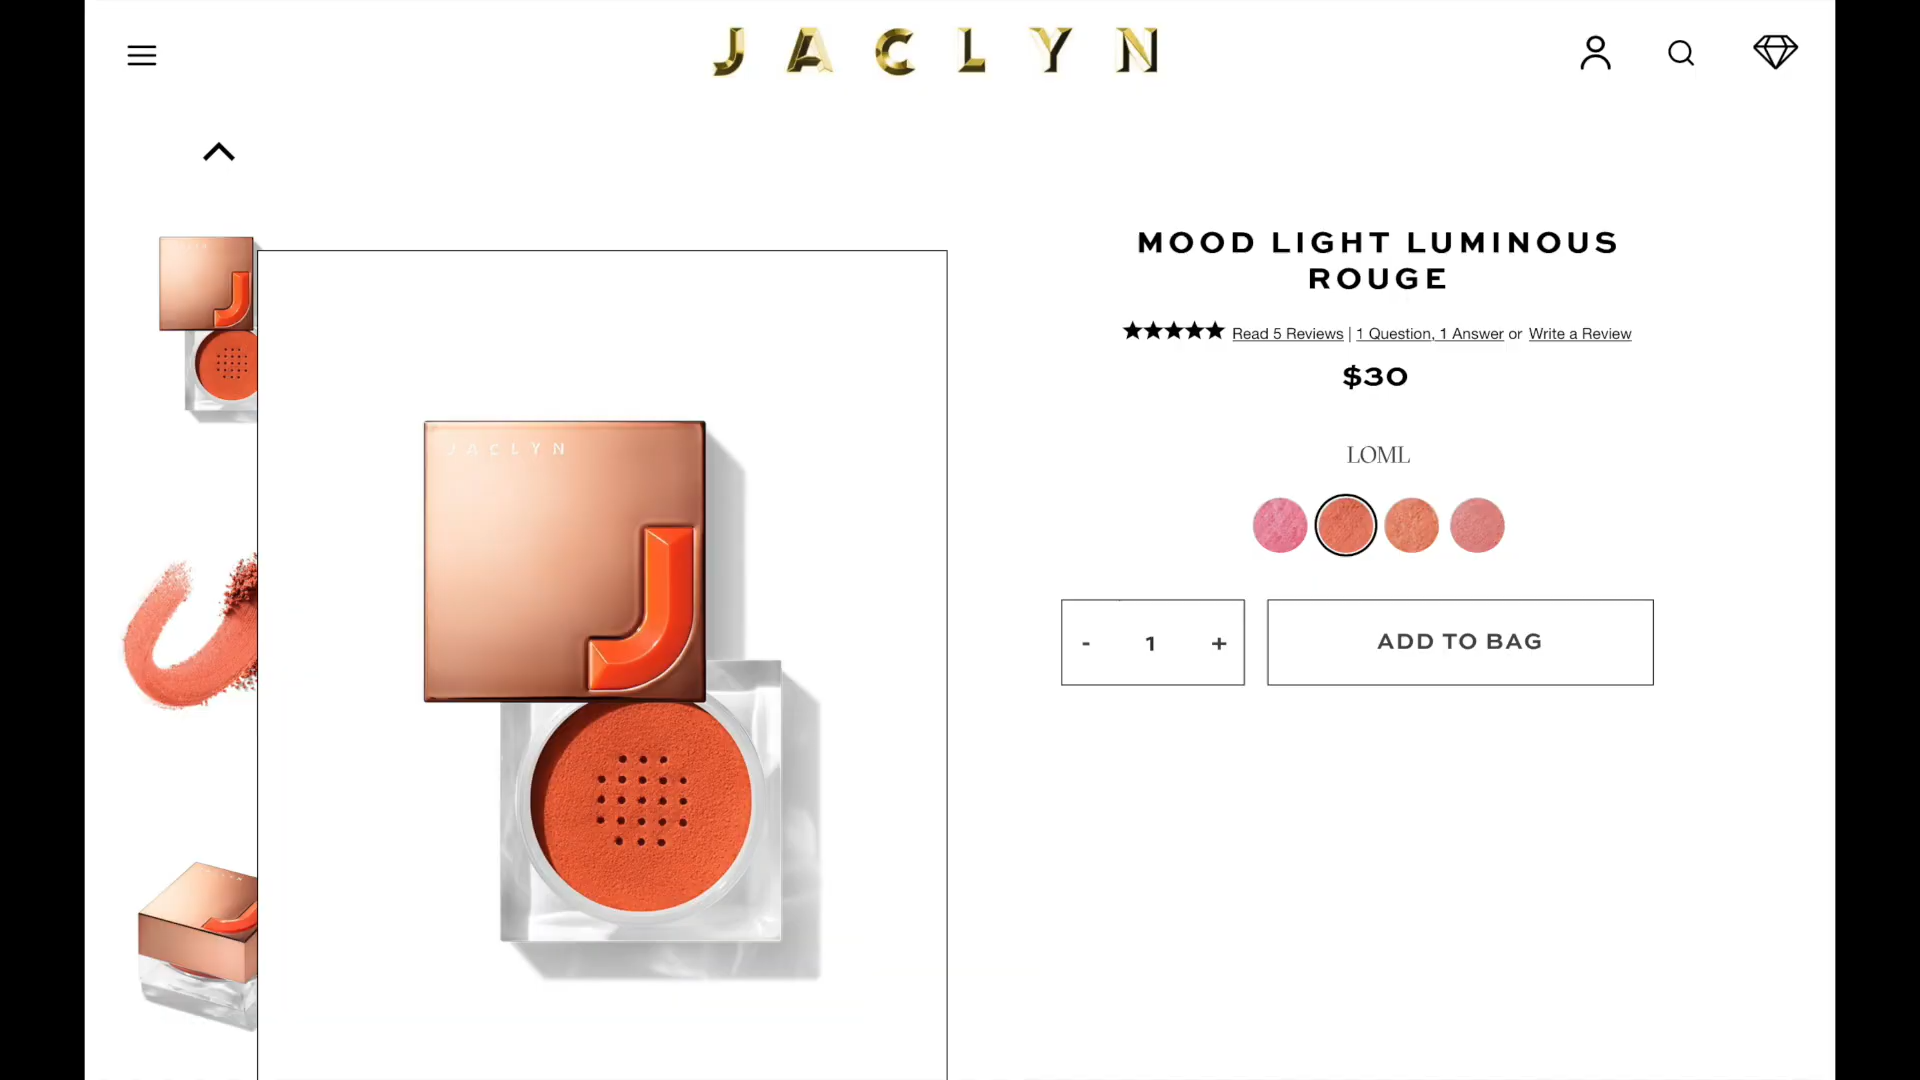 JACLYN
MOOD LIGHT LUMINOUS
ROUGE
Read 5 Reviews | 1 Question, 1 Answer or Write a Review
$30
LOML
- 1 +
ADD TO BAG
JACLYN